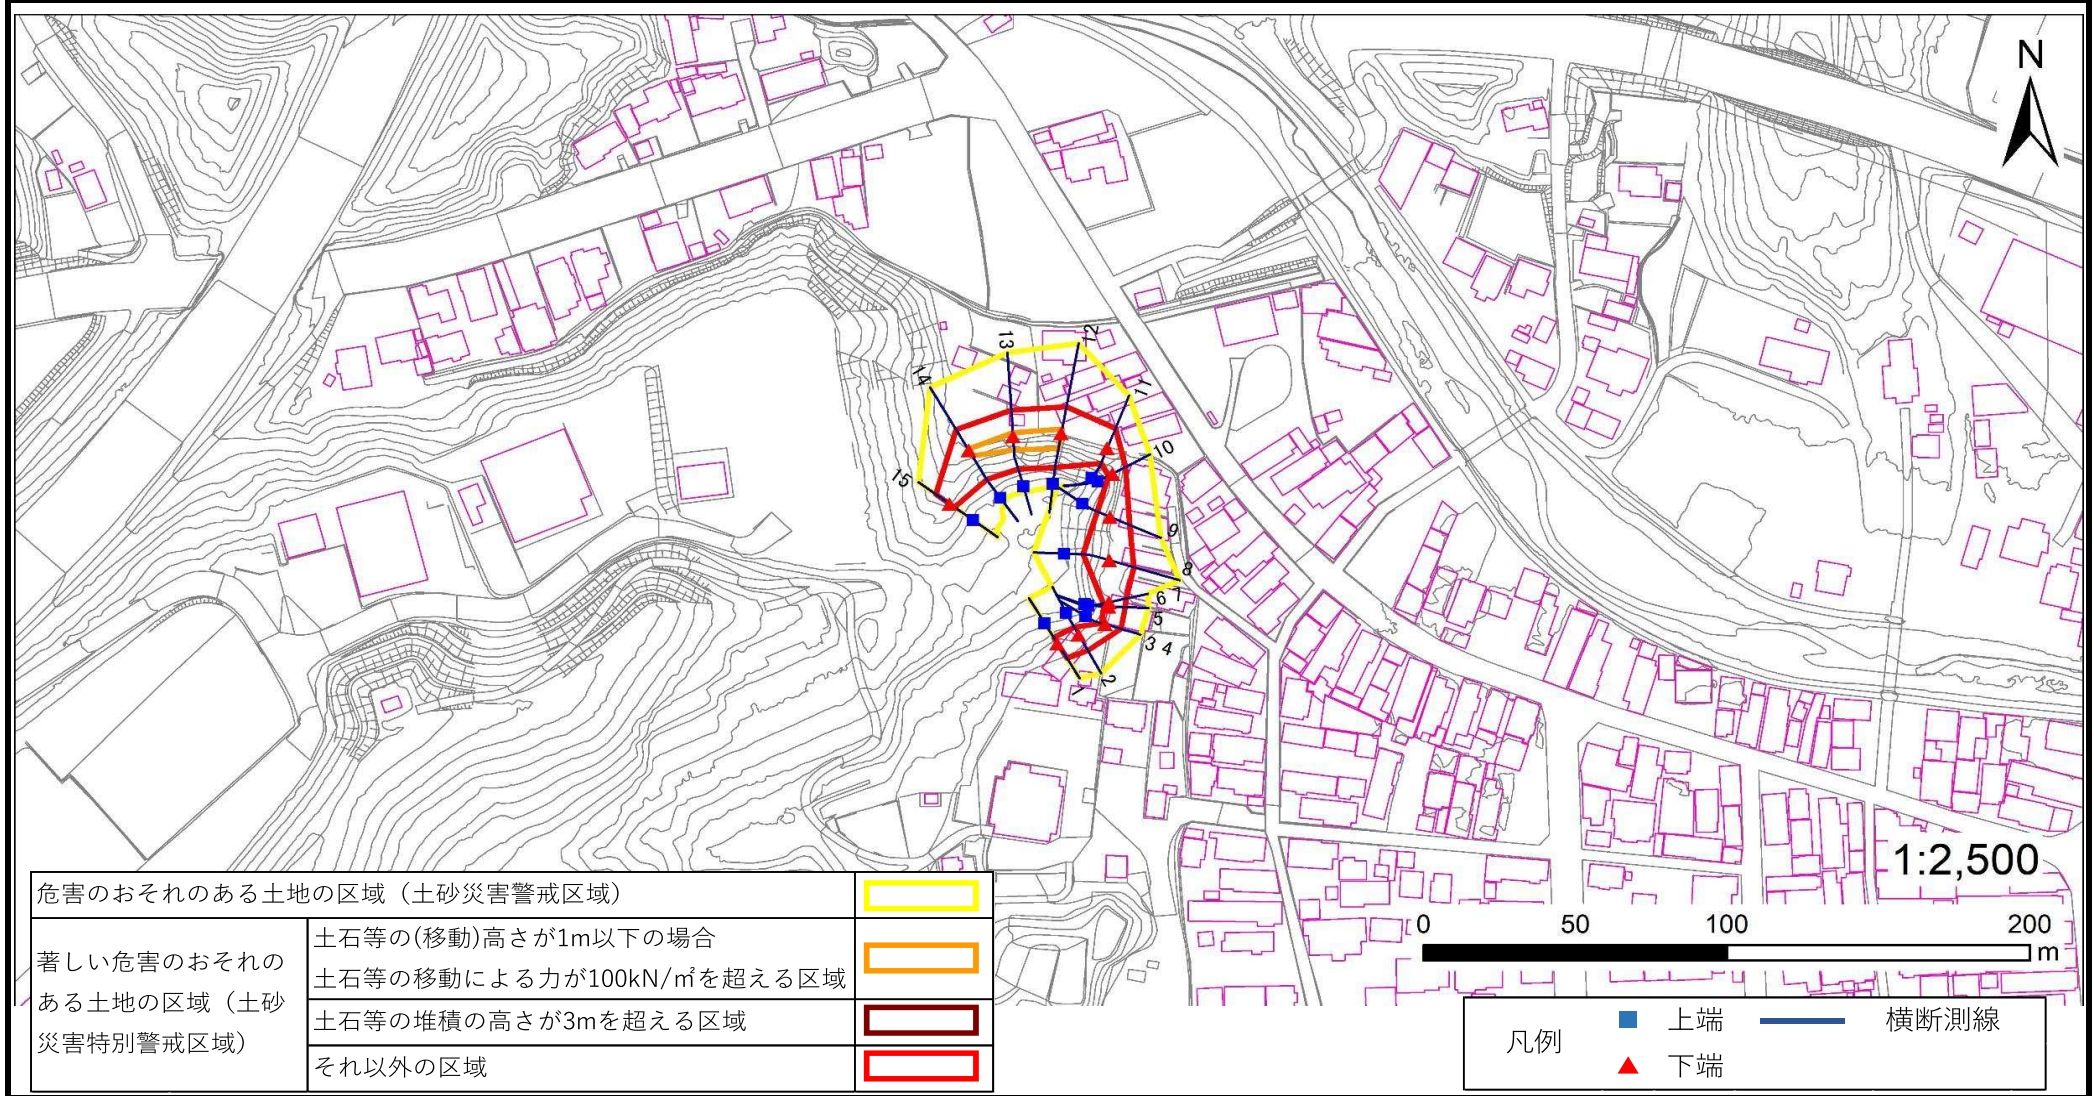 N
12
13
11
14
10
15
9
8
7
6
5
3 4
2
1
1:2,500
0 50 100 200
m
危害のおそれのある土地の区域（土砂災害警戒区域）
著しい危害のおそれの
ある土地の区域（土砂
災害特別警戒区域）
土石等の(移動)高さが1m以下の場合
土石等の移動による力が100kN/㎡を超える区域
土石等の堆積の高さが3mを超える区域
それ以外の区域
凡例
上端
横断測線
下端